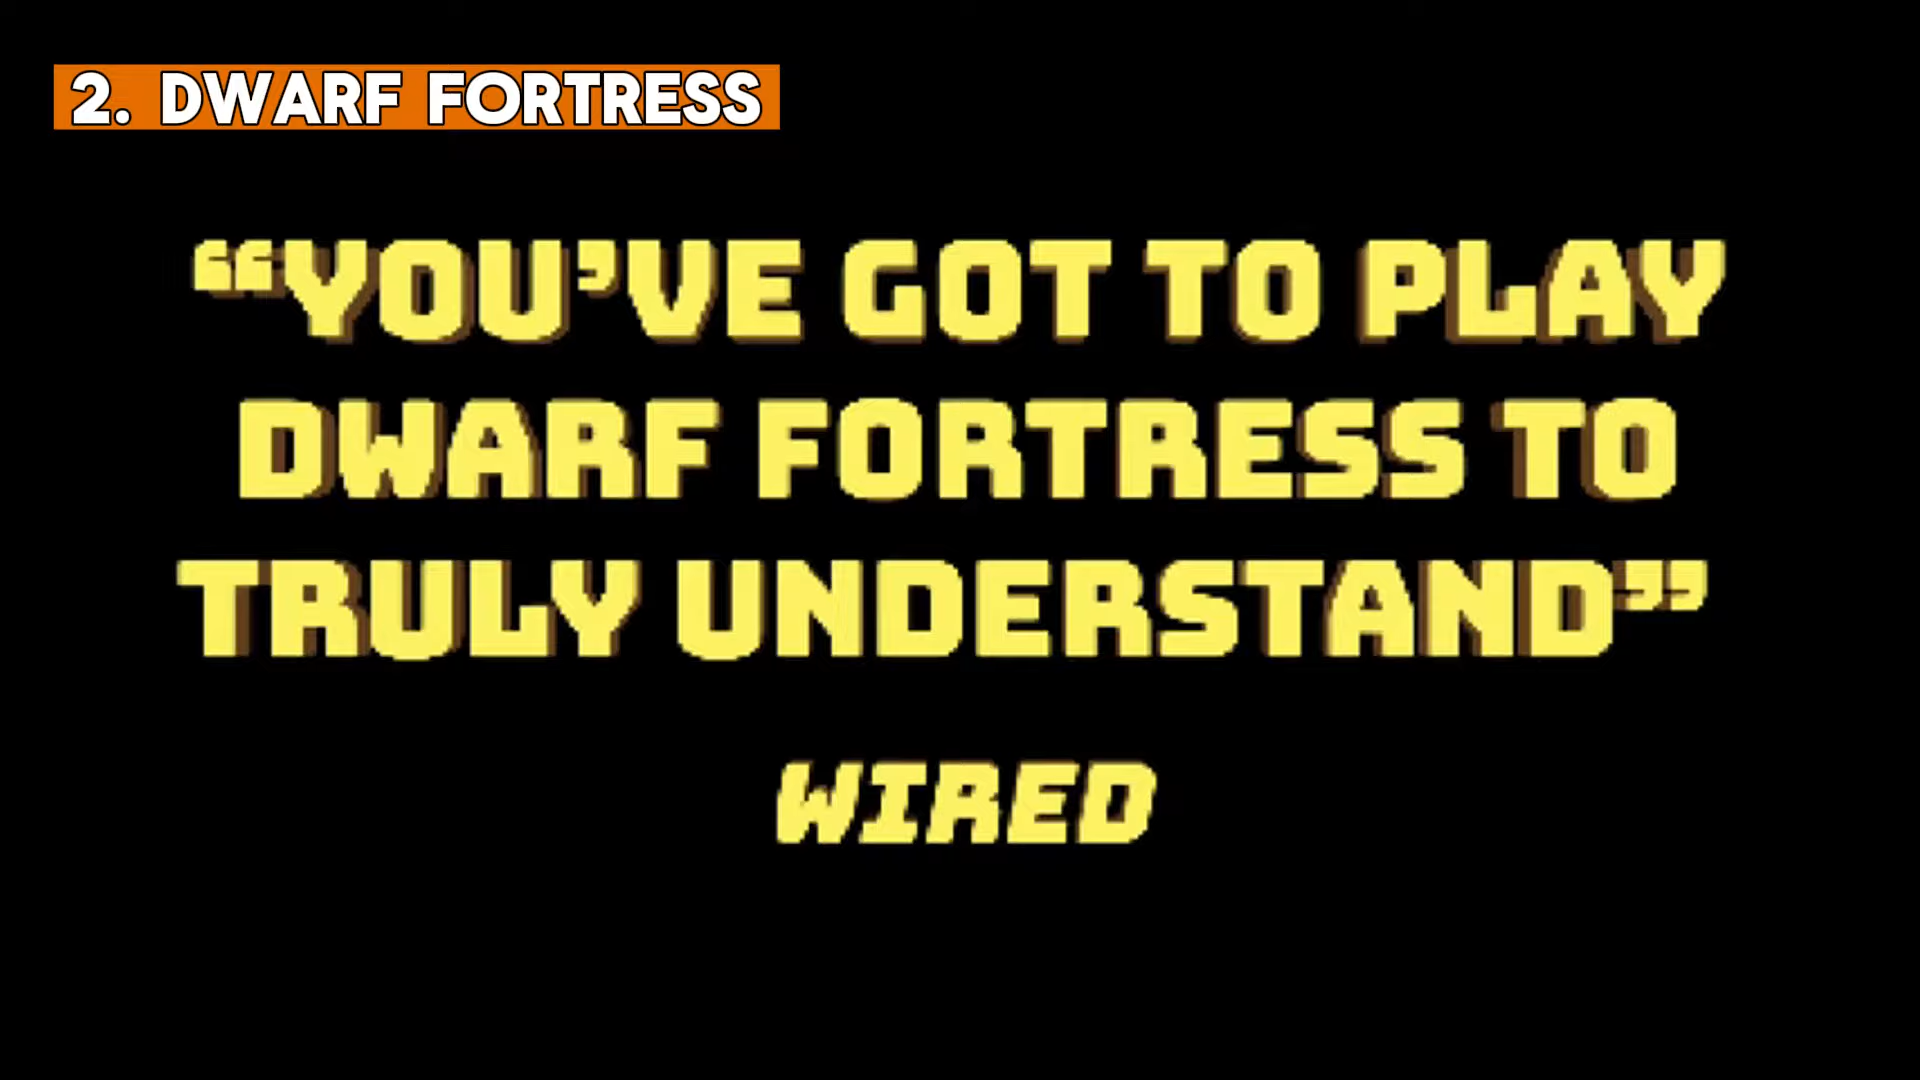 2. DWARF FORTRESS
“YOU’VE GOT TO PLAY
DWARF FORTRESS TO
TRULY UNDERSTAND”
WIRED